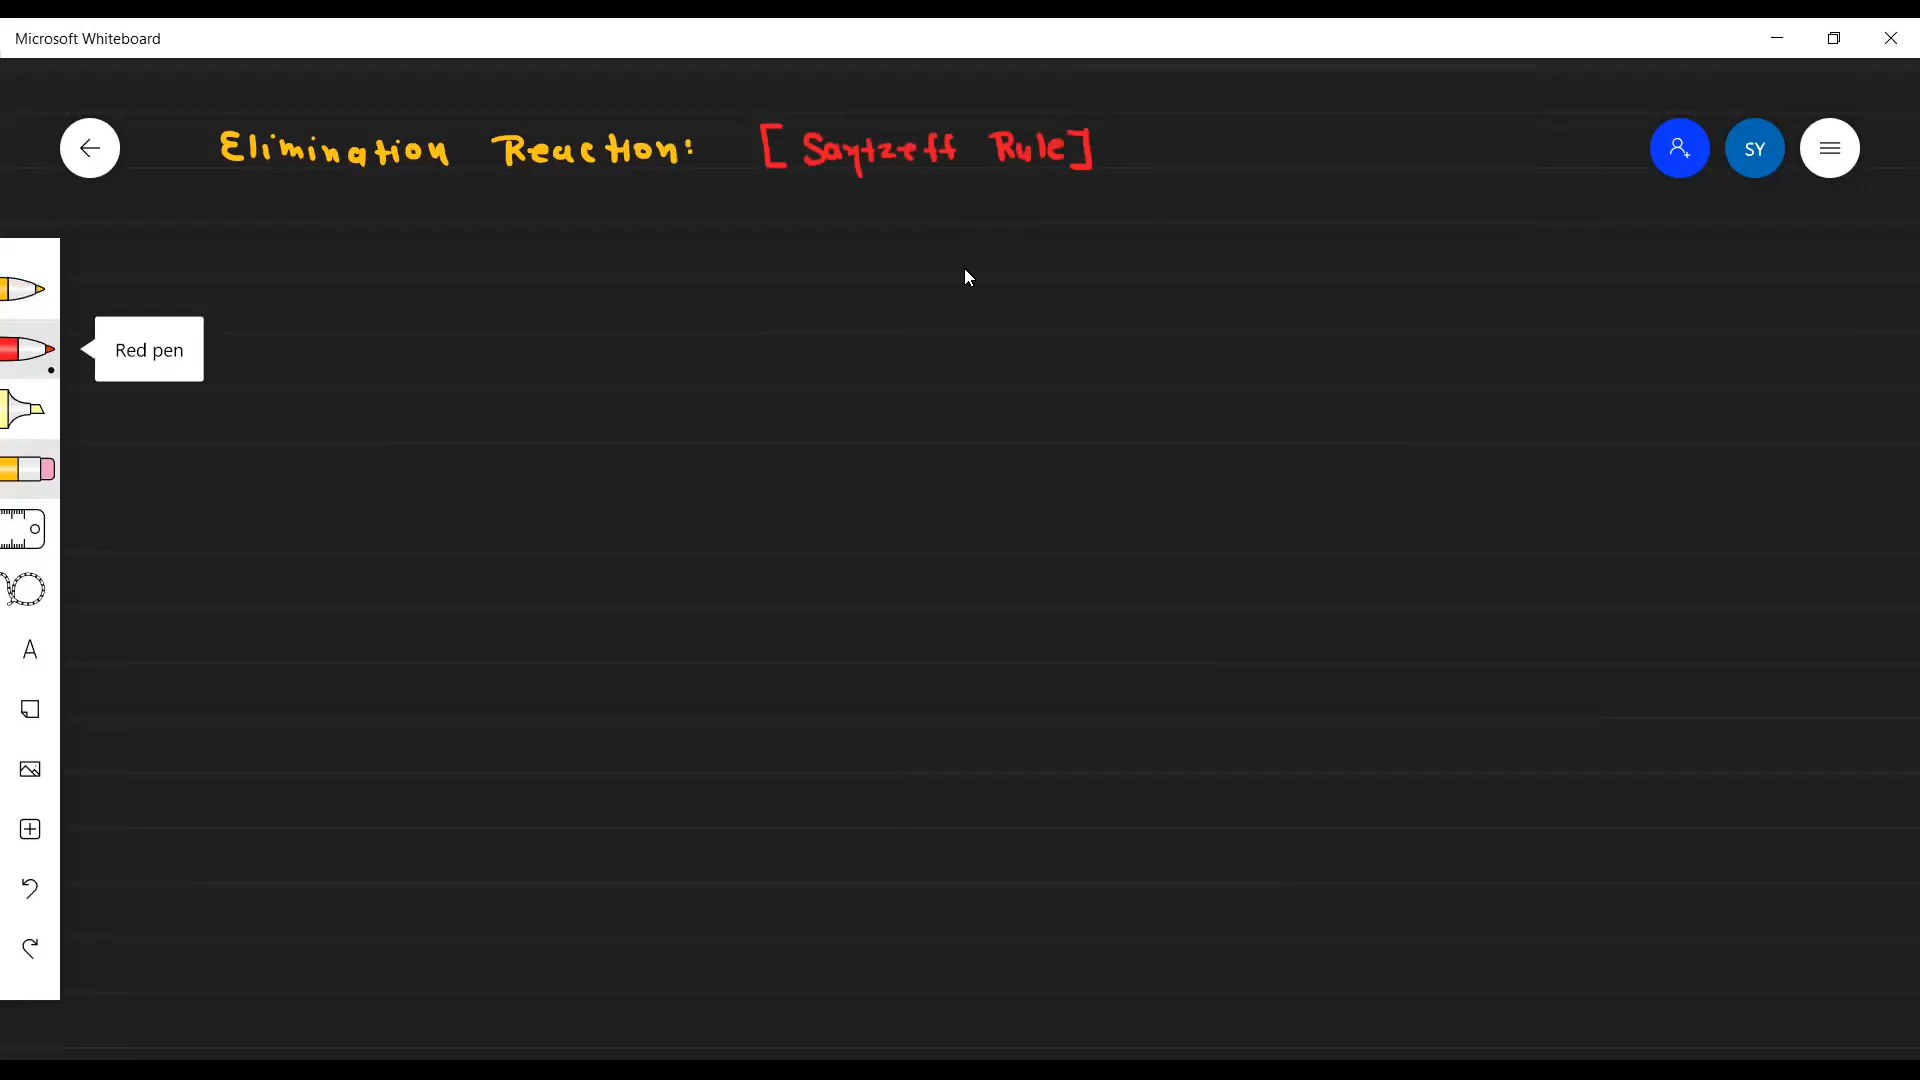 Microsoft Whiteboard
Elimination Reaction: [Saytzeff Rule]
SY
Red pen
A